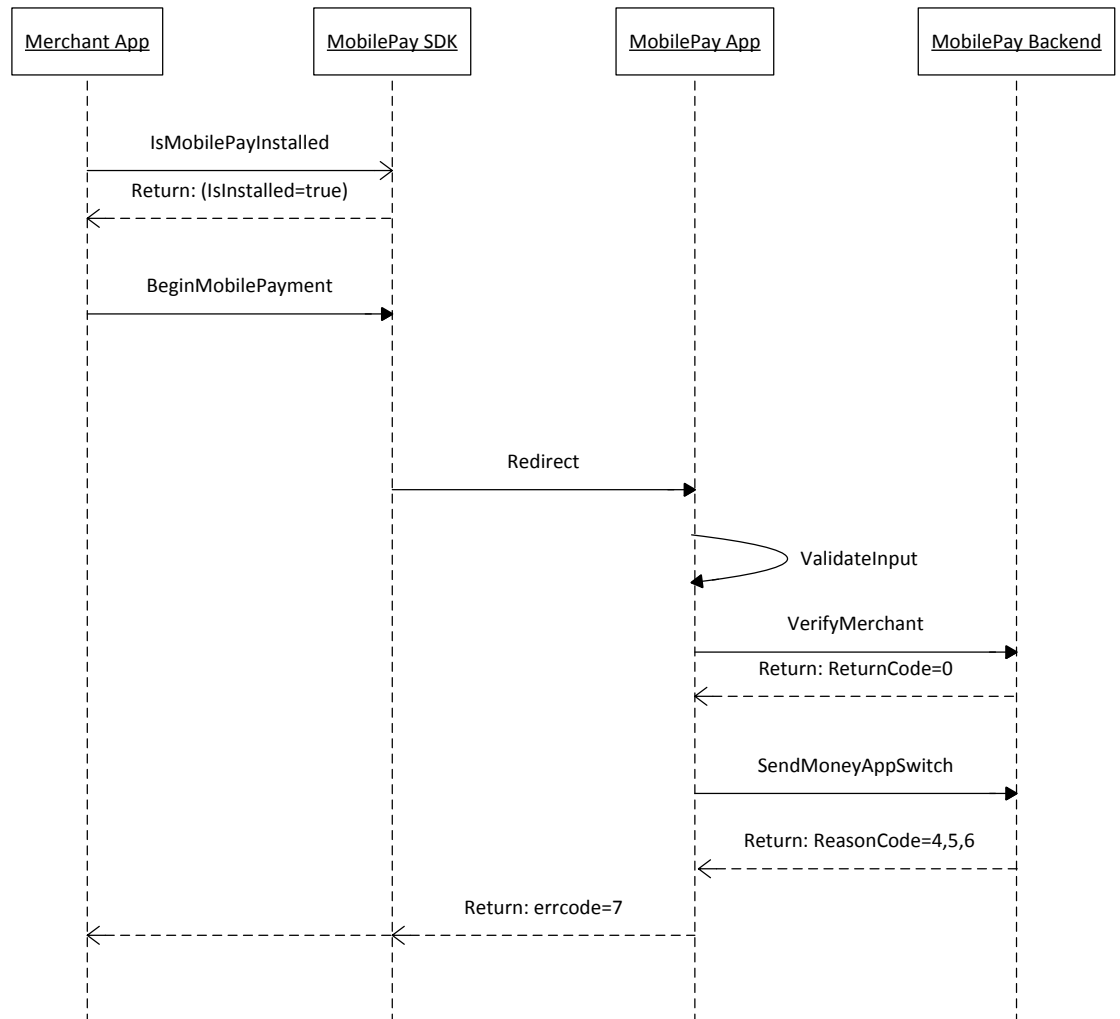 Merchant App
MobilePay SDK
MobilePay App
MobilePay Backend
IsMobilePayInstalled
Return: (IsInstalled=true)
BeginMobilePayment
Redirect
ValidateInput
VerifyMerchant
Return: ReturnCode=0
SendMoneyAppSwitch
Return: ReasonCode=4,5,6
Return: errcode=7